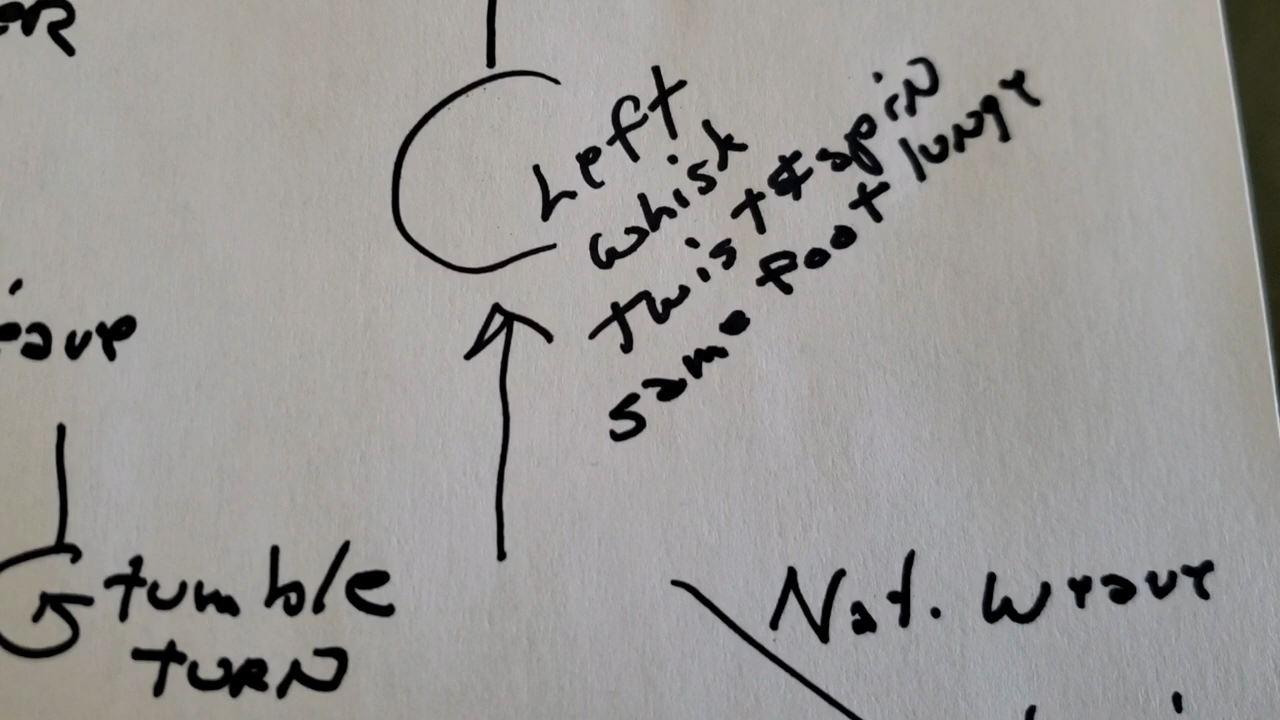 Left
whisk
twist & spin
same foot lunge
tumble
TURN
Nat. weave